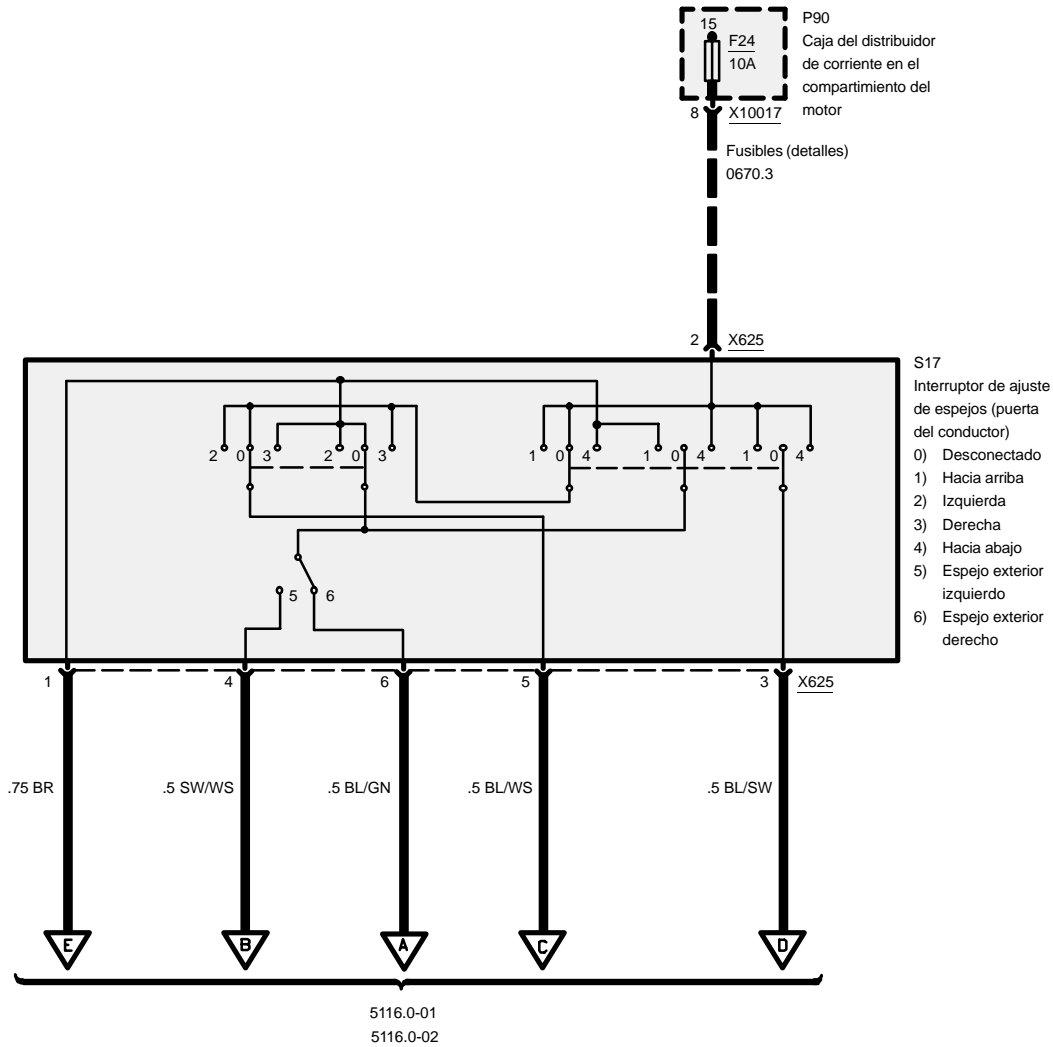 P90
15
F24
Caja del distribuidor
10A
de corriente en el
compartimiento del
motor
8 X10017
Fusibles (detalles)
0670.3
2 X625
S17
Interruptor de ajuste
de espejos (puerta
del conductor)
0) Desconectado
1) Hacia arriba
2) Izquierda
3) Derecha
4) Hacia abajo
5) Espejo exterior
izquierdo
6) Espejo exterior
derecho
2 0 3 2 0 3 1 0 4 1 0 4 1 0 4
5 6
1 4 6 5 3 X625
.75 BR .5 SW/WS .5 BL/GN .5 BL/WS .5 BL/SW
E B A C D
5116.0-01
5116.0-02